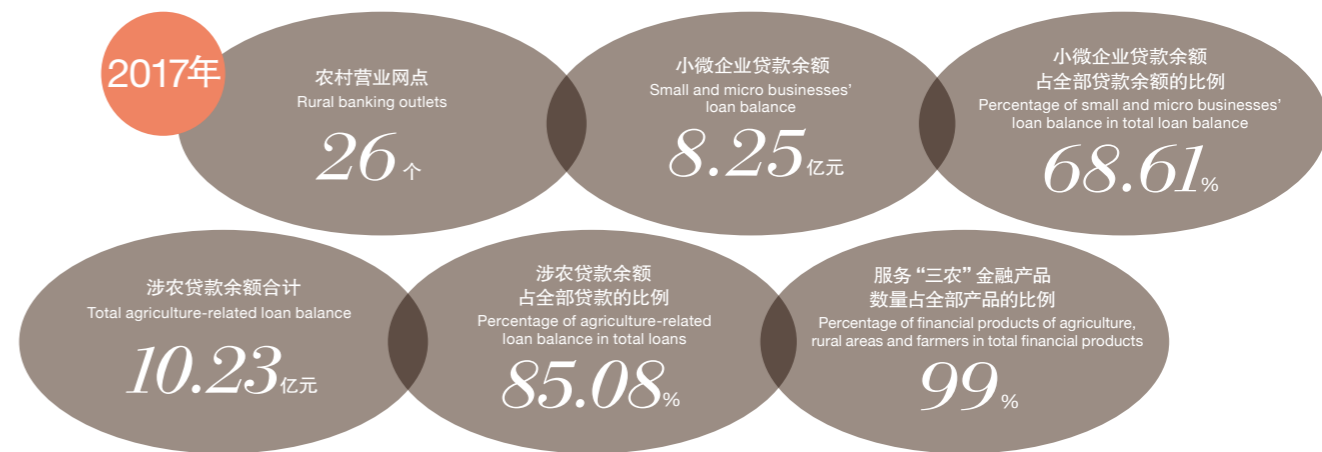 2017年
农村营业网点
Rural banking outlets
26个
小微企业贷款余额
Small and micro businesses'
loan balance
8.25亿元
小微企业贷款余额
占全部贷款余额的比例
Percentage of small and micro businesses'
loan balance in total loan balance
68.61%
涉农贷款余额合计
Total agriculture-related loan balance
10.23亿元
涉农贷款余额
占全部贷款的比例
Percentage of agriculture-related
loan balance in total loans
85.08%
服务“三农”金融产品
数量占全部产品的比例
Percentage of financial products of agriculture,
rural areas and farmers in total financial products
99%